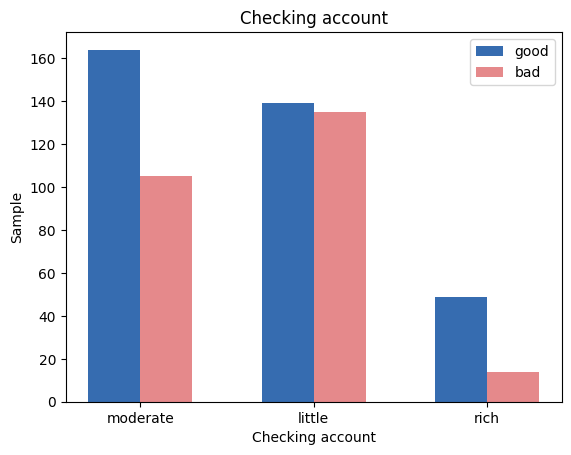 Checking account
good
bad
160
140
120
100
80
60
40
20
0
Sample
moderate
little
rich
Checking account